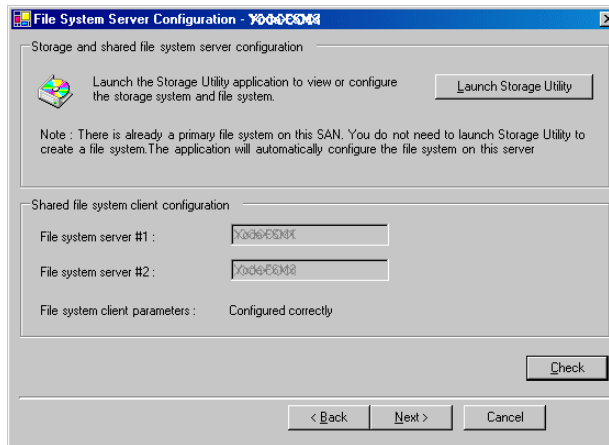 File System Server Configuration -
Storage and shared file system server configuration
Launch the Storage Utility application to view or configure
the storage system and file system.
Launch Storage Utility
Note : There is already a primary file system on this SAN. You do not need to launch Storage Utility to
create a file system.The application will automatically configure the file system on this server
Shared file system client configuration
File system server #1 :
File system server #2 :
File system client parameters : Configured correctly
Check
< Back Next > Cancel